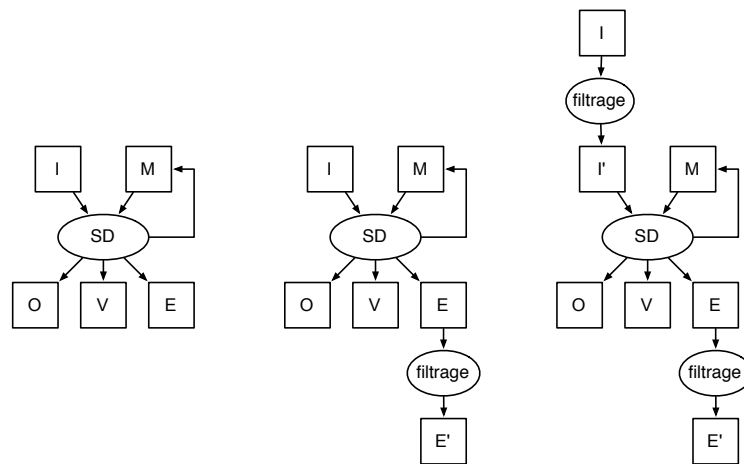 I
filtrage
I M I M I' M
SD SD SD
O V E O V E O V E
filtrage filtrage
E' E'